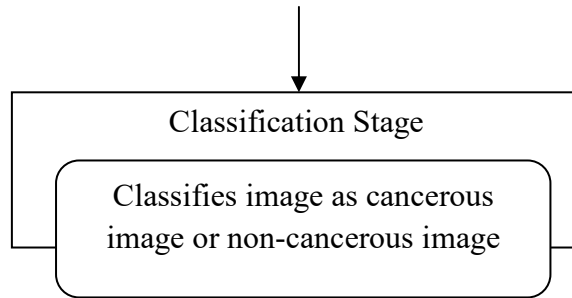 Classification Stage
Classifies image as cancerous
image or non-cancerous image